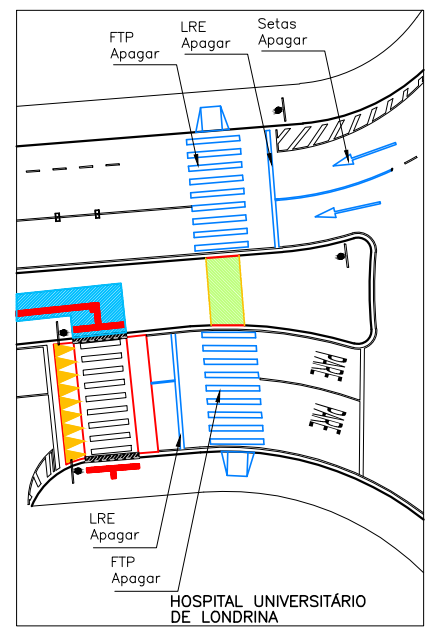 FTP
Apagar
LRE
Apagar
Setas
Apagar
PARE
PARE
LRE
Apagar
FTP
Apagar
HOSPITAL UNIVERSITÁRIO
DE LONDRINA